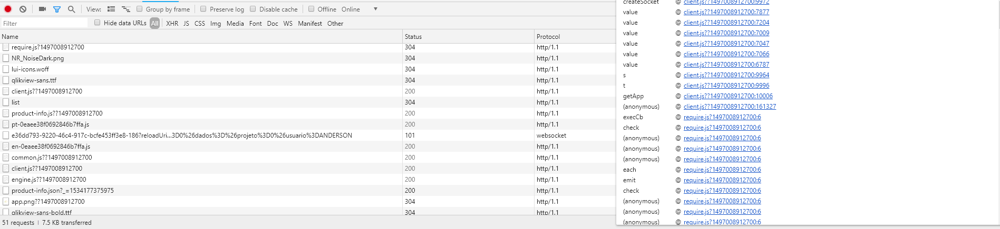 View: Group by frame Preserve log Disable cache Offline Online
Filter Hide data URLs All XHR JS CSS Img Media Font Doc WS Manifest Other
Name Status Protocol
require.js?1497008912700 304 http/1.1
NR_NoiseDark.png 304 http/1.1
lui-icons.woff 304 http/1.1
qlikview-sans.ttf 304 http/1.1
client.js??1497008912700 200 http/1.1
list 304 http/1.1
product-info.js??1497008912700 200 http/1.1
pt-0eaee38f0692846b7ffa.js 200 http/1.1
e36dd793-9220-46c4-917c-bcfe453ff3e8-186?reloadUri...3D0%26dados%3D%26projeto%3D0%26usuario%3DANDERSON 101 websocket
en-0eaee38f0692846b7ffa.js 200 http/1.1
common.js??1497008912700 200 http/1.1
client.js??1497008912700 200 http/1.1
engine.js??1497008912700 200 http/1.1
product-info.json?_=1534177375975 200 http/1.1
app.png??1497008912700 304 http/1.1
qlikview-sans-bold.ttf 304 http/1.1
51 requests | 7.5 KB transferred
createSocket @ client.js??1497008912700:9972
value @ client.js??1497008912700:7877
value @ client.js??1497008912700:7204
value @ client.js??1497008912700:7009
value @ client.js??1497008912700:7047
value @ client.js??1497008912700:7066
value @ client.js??1497008912700:6787
s @ client.js??1497008912700:9964
t @ client.js??1497008912700:9996
getApp @ client.js??1497008912700:10006
(anonymous) @ client.js??1497008912700:161327
execCb @ require.js?1497008912700:6
check @ require.js?1497008912700:6
(anonymous) @ require.js?1497008912700:6
(anonymous) @ require.js?1497008912700:6
(anonymous) @ require.js?1497008912700:6
each @ require.js?1497008912700:6
emit @ require.js?1497008912700:6
check @ require.js?1497008912700:6
(anonymous) @ require.js?1497008912700:6
(anonymous) @ require.js?1497008912700:6
(anonymous) @ require.js?1497008912700:6